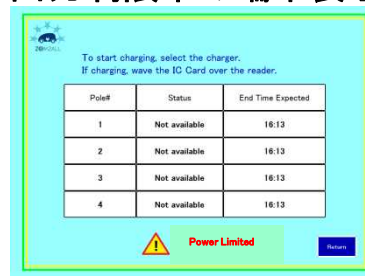 To start charging, select the charger.
If charging, wave the IC Card over the reader.
Pole# Status End Time Expected
1 Not available 16:13
2 Not available 16:13
3 Not available 16:13
4 Not available 16:13
Power Limited
Return